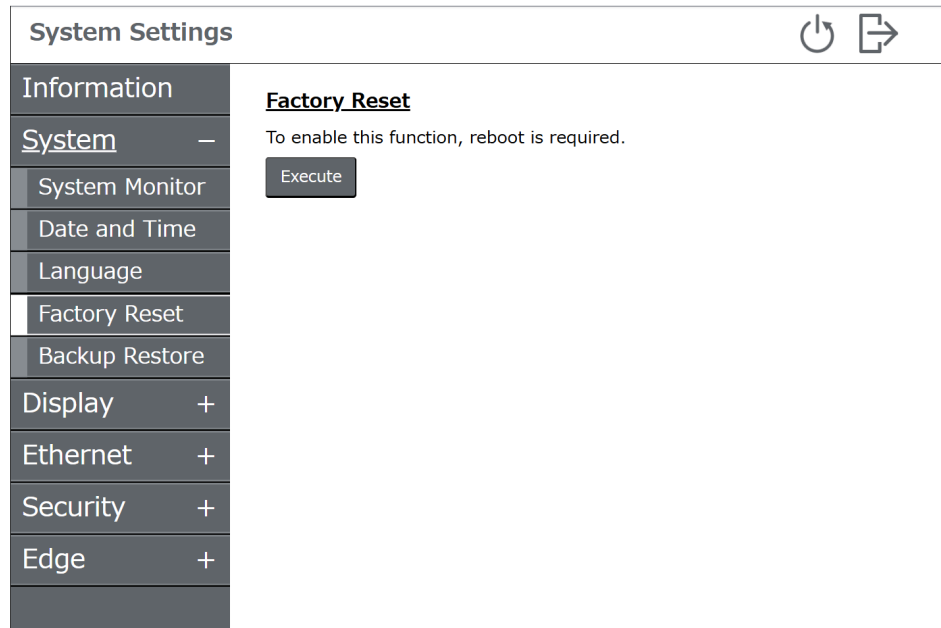 System Settings
Information
System −
System Monitor
Date and Time
Language
Factory Reset
Backup Restore
Display +
Ethernet +
Security +
Edge +
Factory Reset
To enable this function, reboot is required.
Execute